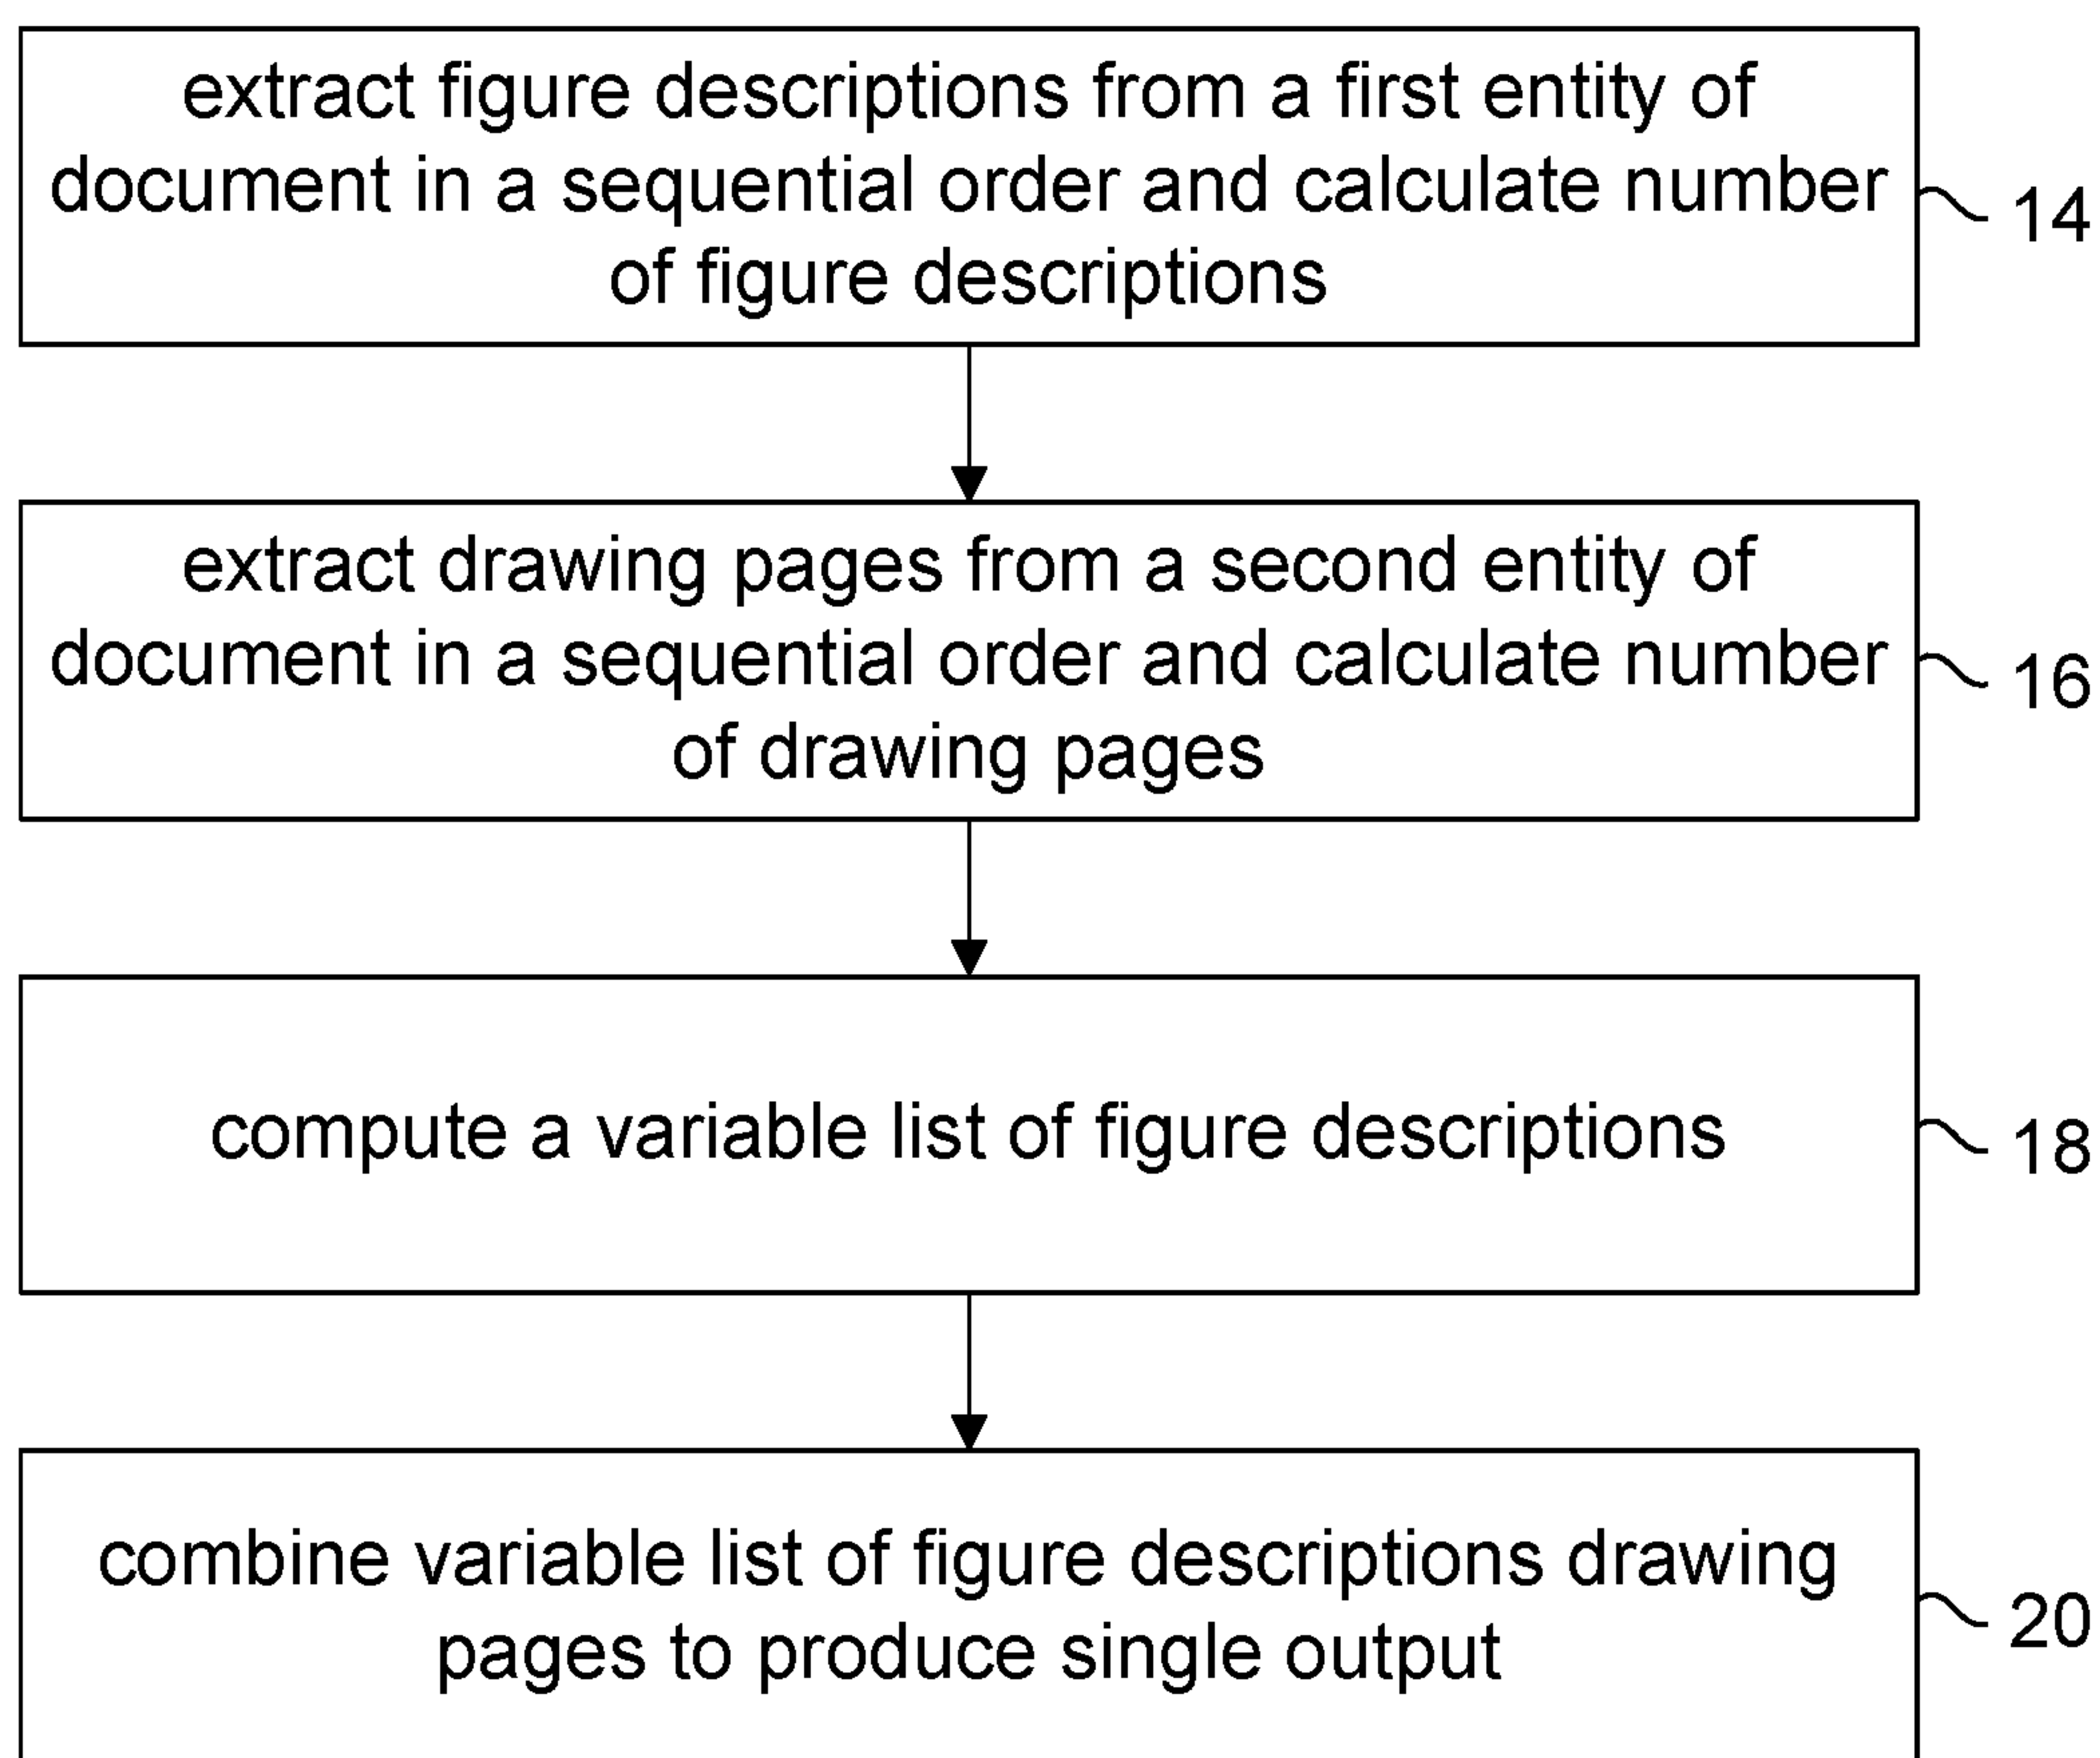 extract figure descriptions from a first entity of
document in a sequential order and calculate number
of figure descriptions
14
extract drawing pages from a second entity of
document in a sequential order and calculate number
of drawing pages
16
compute a variable list of figure descriptions
18
combine variable list of figure descriptions drawing
pages to produce single output
20